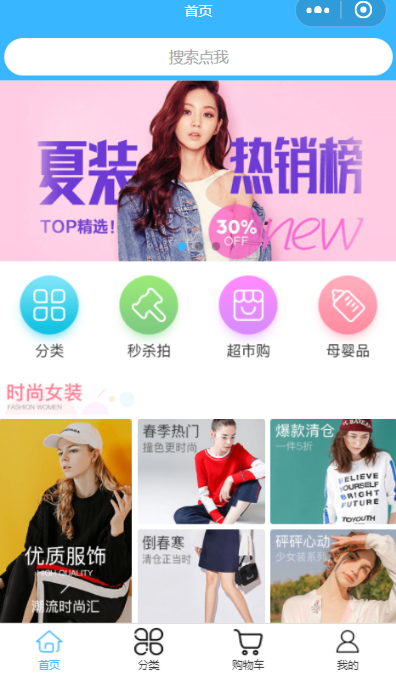 首页
搜索点我
夏装
热销榜
TOP精选!
30%
OFF
new
分类
秒杀拍
超市购
母婴品
时尚女装
FASHION WOMEN
春季热门
撞色更时尚
爆款清仓
一件5折
BELIEVE
YOURSELF
BRIGHT
FUTURE
TOYOUTH
优质服饰
HIGH QUALITY
潮流时尚汇
倒春寒
清仓正当时
砰砰心动
少女装系列
首页
分类
购物车
我的